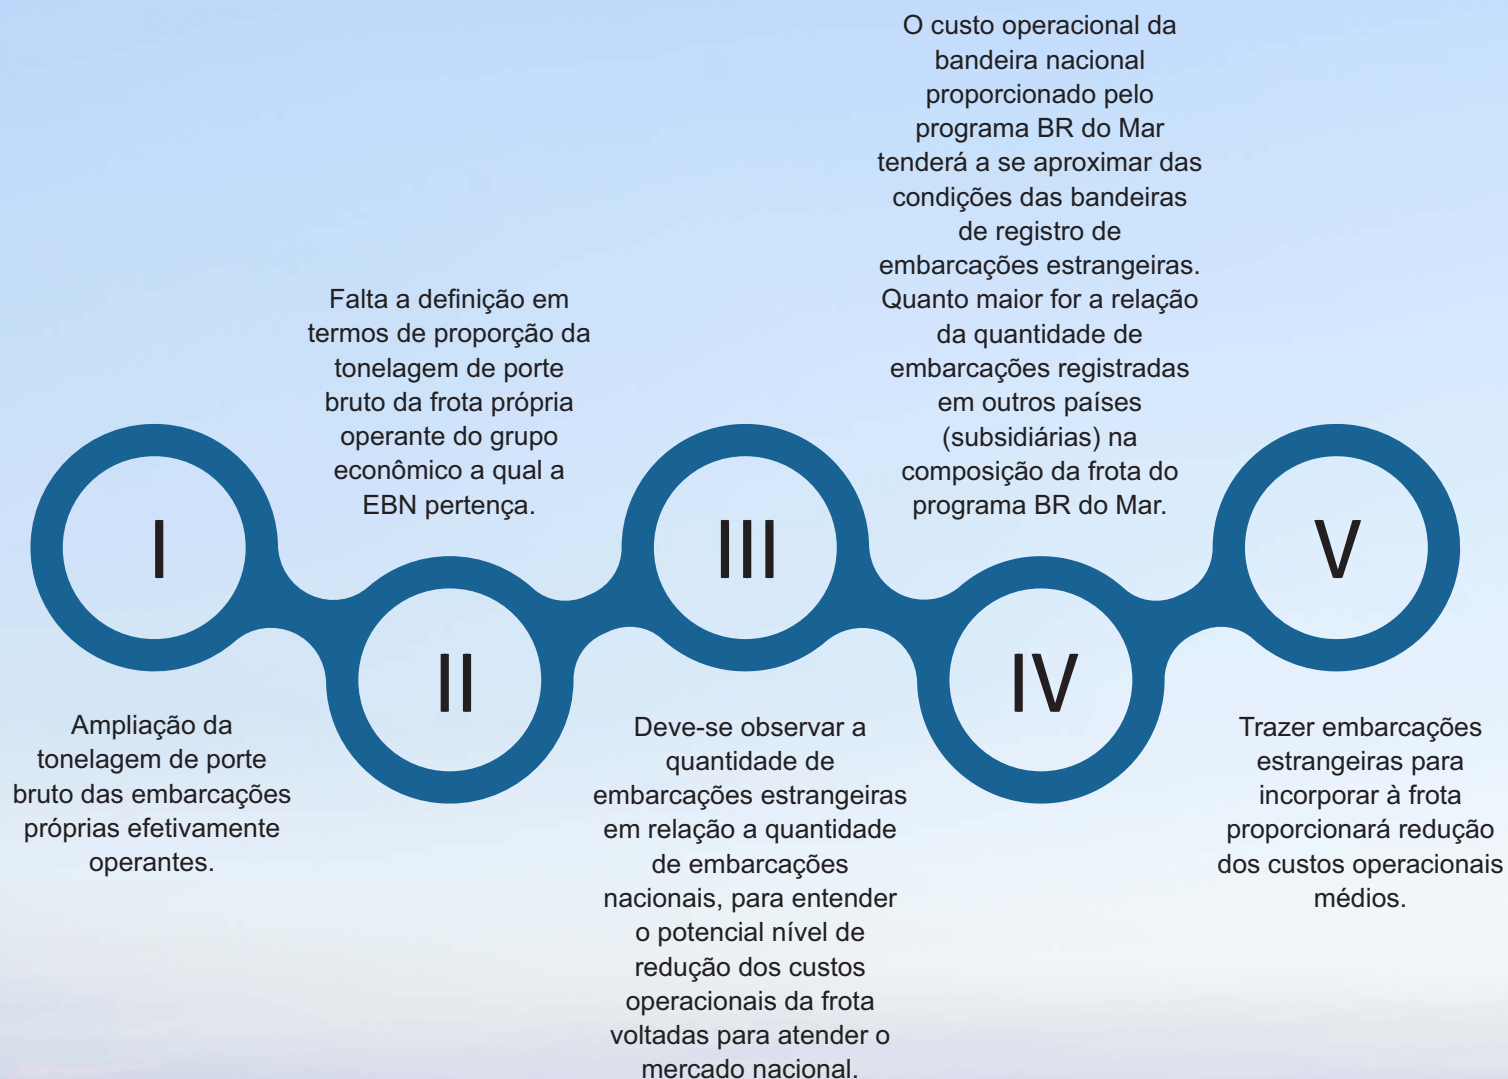 I
Ampliação da
tonelagem de porte
bruto das embarcações
próprias efetivamente
operantes.
Falta a definição em
termos de proporção da
tonelagem de porte
bruto da frota própria
operante do grupo
econômico a qual a
EBN pertença.
II
III
Deve-se observar a
quantidade de
embarcações estrangeiras
em relação a quantidade
de embarcações
nacionais, para entender
o potencial nível de
redução dos custos
operacionais da frota
voltadas para atender o
mercado nacional.
O custo operacional da
bandeira nacional
proporcionado pelo
programa BR do Mar
tenderá a se aproximar das
condições das bandeiras
de registro de
embarcações estrangeiras.
Quanto maior for a relação
da quantidade de
embarcações registradas
em outros países
(subsidiárias) na
composição da frota do
programa BR do Mar.
IV
V
Trazer embarcações
estrangeiras para
incorporar à frota
proporcionará redução
dos custos operacionais
médios.